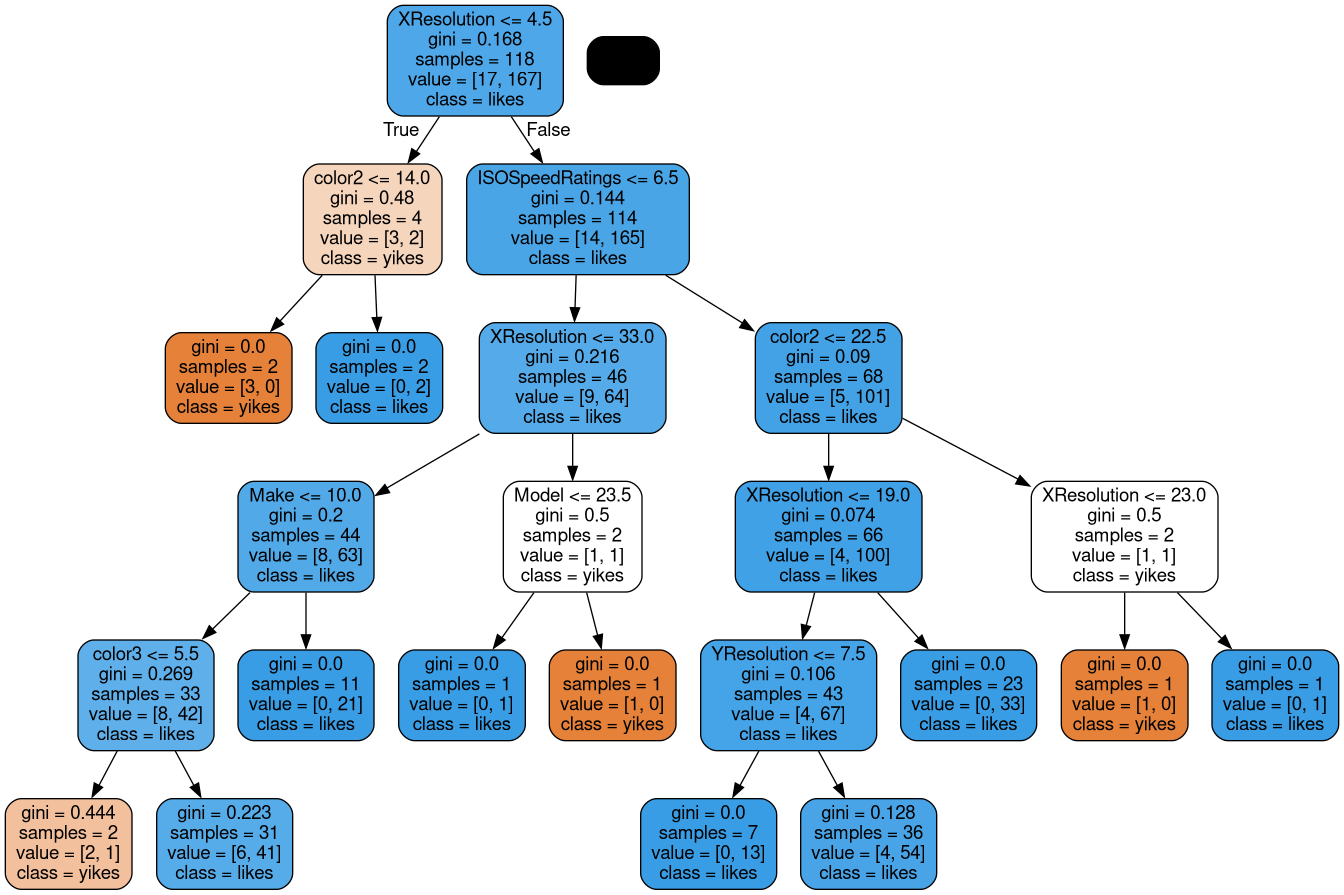 XResolution <= 4.5
gini = 0.168
samples = 118
value = [17, 167]
class = likes
True
False
color2 <= 14.0
gini = 0.48
samples = 4
value = [3, 2]
class = yikes
ISOSpeedRatings <= 6.5
gini = 0.144
samples = 114
value = [14, 165]
class = likes
gini = 0.0
samples = 2
value = [3, 0]
class = yikes
gini = 0.0
samples = 2
value = [0, 2]
class = likes
XResolution <= 33.0
gini = 0.216
samples = 46
value = [9, 64]
class = likes
color2 <= 22.5
gini = 0.09
samples = 68
value = [5, 101]
class = likes
Make <= 10.0
gini = 0.2
samples = 44
value = [8, 63]
class = likes
Model <= 23.5
gini = 0.5
samples = 2
value = [1, 1]
class = yikes
XResolution <= 19.0
gini = 0.074
samples = 66
value = [4, 100]
class = likes
XResolution <= 23.0
gini = 0.5
samples = 2
value = [1, 1]
class = yikes
color3 <= 5.5
gini = 0.269
samples = 33
value = [8, 42]
class = likes
gini = 0.0
samples = 11
value = [0, 21]
class = likes
gini = 0.0
samples = 1
value = [0, 1]
class = likes
gini = 0.0
samples = 1
value = [1, 0]
class = yikes
YResolution <= 7.5
gini = 0.106
samples = 43
value = [4, 67]
class = likes
gini = 0.0
samples = 23
value = [0, 33]
class = likes
gini = 0.0
samples = 1
value = [1, 0]
class = yikes
gini = 0.0
samples = 1
value = [0, 1]
class = likes
gini = 0.444
samples = 2
value = [2, 1]
class = yikes
gini = 0.223
samples = 31
value = [6, 41]
class = likes
gini = 0.0
samples = 7
value = [0, 13]
class = likes
gini = 0.128
samples = 36
value = [4, 54]
class = likes